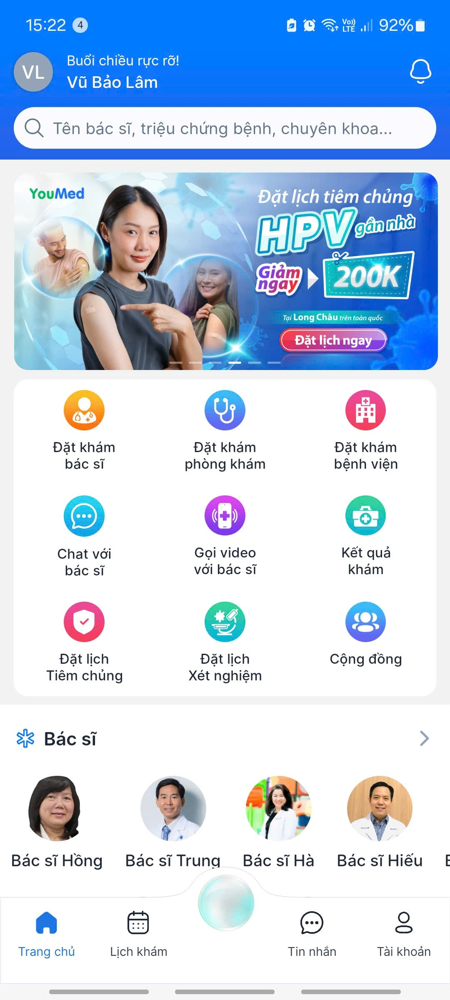 15:22 4 Vo)) LTE 92%
VL
Buổi chiều rực rỡ!
Vũ Bảo Lâm
Tên bác sĩ, triệu chứng bệnh, chuyên khoa...
YouMed
Đặt lịch tiêm chủng
HPV gần nhà
Giảm ngay 200K
Tại Long Châu trên toàn quốc
Đặt lịch ngay
Đặt khám
bác sĩ
Đặt khám
phòng khám
Đặt khám
bệnh viện
Chat với
bác sĩ
Gọi video
với bác sĩ
Kết quả
khám
Đặt lịch
Tiêm chủng
Đặt lịch
Xét nghiệm
Cộng đồng
Bác sĩ
Bác sĩ Hồng
Bác sĩ Trung
Bác sĩ Hà
Bác sĩ Hiếu
Trang chủ
Lịch khám
Tin nhắn
Tài khoản